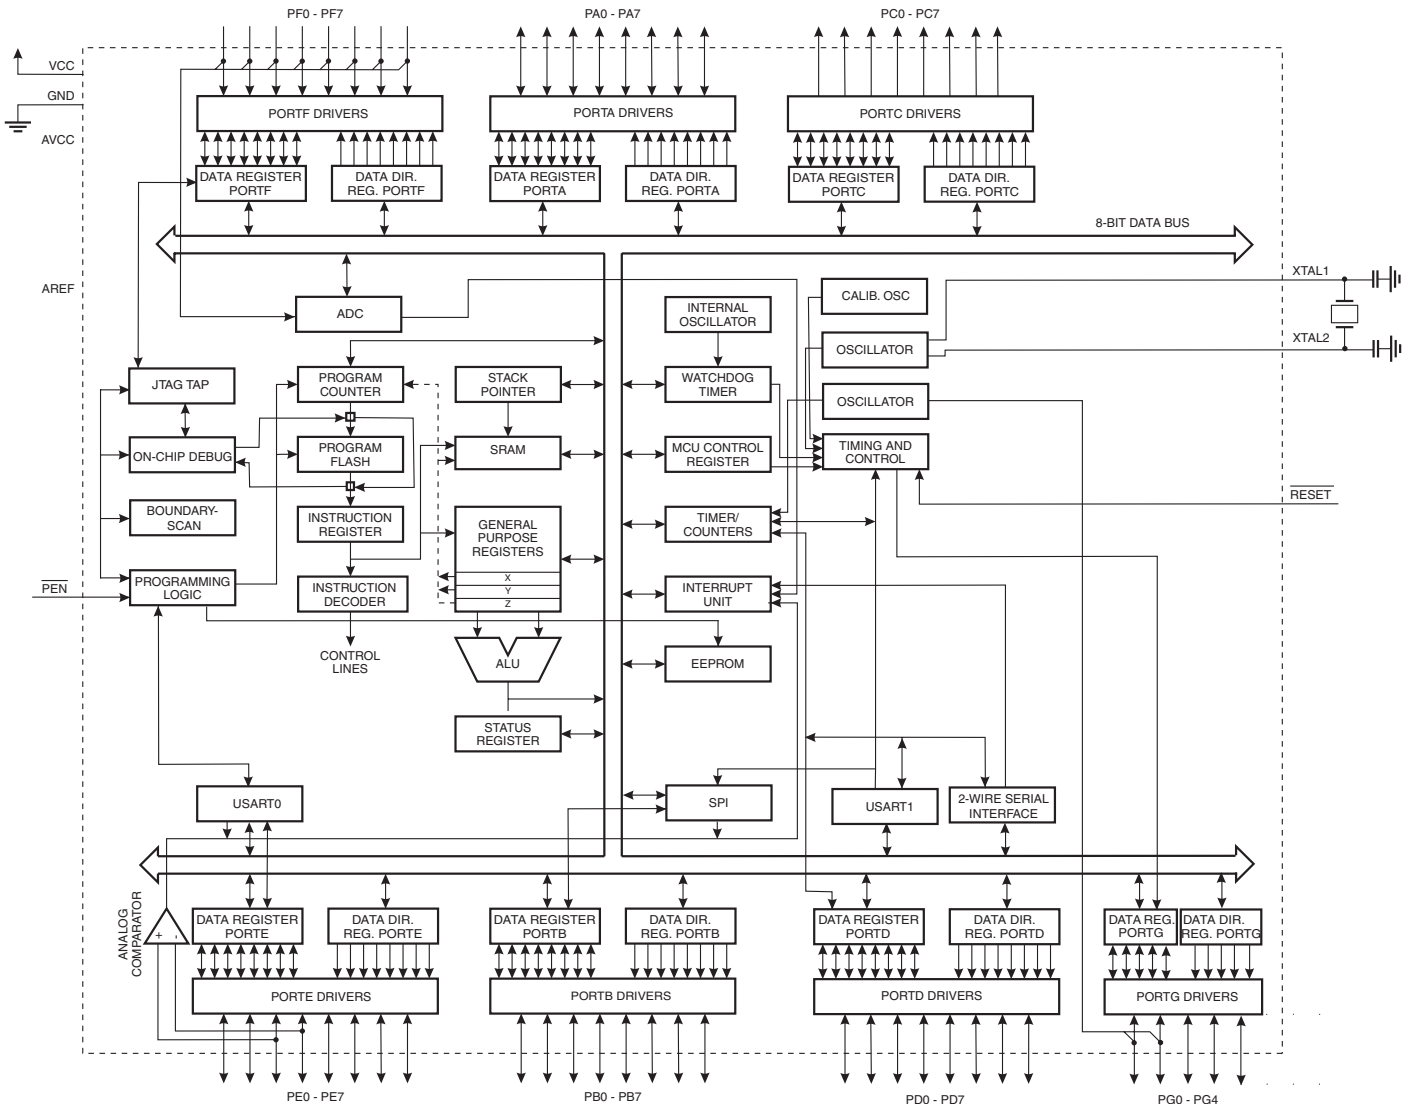 PF0 - PF7
PA0 - PA7
PC0 - PC7
VCC
GND
AVCC
PORTF DRIVERS
PORTA DRIVERS
PORTC DRIVERS
DATA REGISTER
PORTF
DATA DIR.
REG. PORTF
DATA REGISTER
PORTA
DATA DIR.
REG. PORTA
DATA REGISTER
PORTC
DATA DIR.
REG. PORTC
8-BIT DATA BUS
AREF
XTAL1
XTAL2
ADC
INTERNAL
OSCILLATOR
CALIB. OSC
OSCILLATOR
JTAG TAP
PROGRAM
COUNTER
STACK
POINTER
WATCHDOG
TIMER
OSCILLATOR
ON-CHIP DEBUG
PROGRAM
FLASH
SRAM
MCU CONTROL
REGISTER
TIMING AND
CONTROL
RESET
BOUNDARY-
SCAN
INSTRUCTION
REGISTER
GENERAL
PURPOSE
REGISTERS
X
Y
Z
TIMER/
COUNTERS
PEN
PROGRAMMING
LOGIC
INSTRUCTION
DECODER
INTERRUPT
UNIT
CONTROL
LINES
ALU
EEPROM
STATUS
REGISTER
USART0
SPI
USART1
2-WIRE SERIAL
INTERFACE
ANALOG
COMPARATOR
+
-
DATA REGISTER
PORTE
DATA DIR.
REG. PORTE
DATA REGISTER
PORTB
DATA DIR.
REG. PORTB
DATA REGISTER
PORTD
DATA DIR.
REG. PORTD
DATA REG.
PORTG
DATA DIR.
REG. PORTG
PORTE DRIVERS
PORTB DRIVERS
PORTD DRIVERS
PORTG DRIVERS
PE0 - PE7
PB0 - PB7
PD0 - PD7
PG0 - PG4